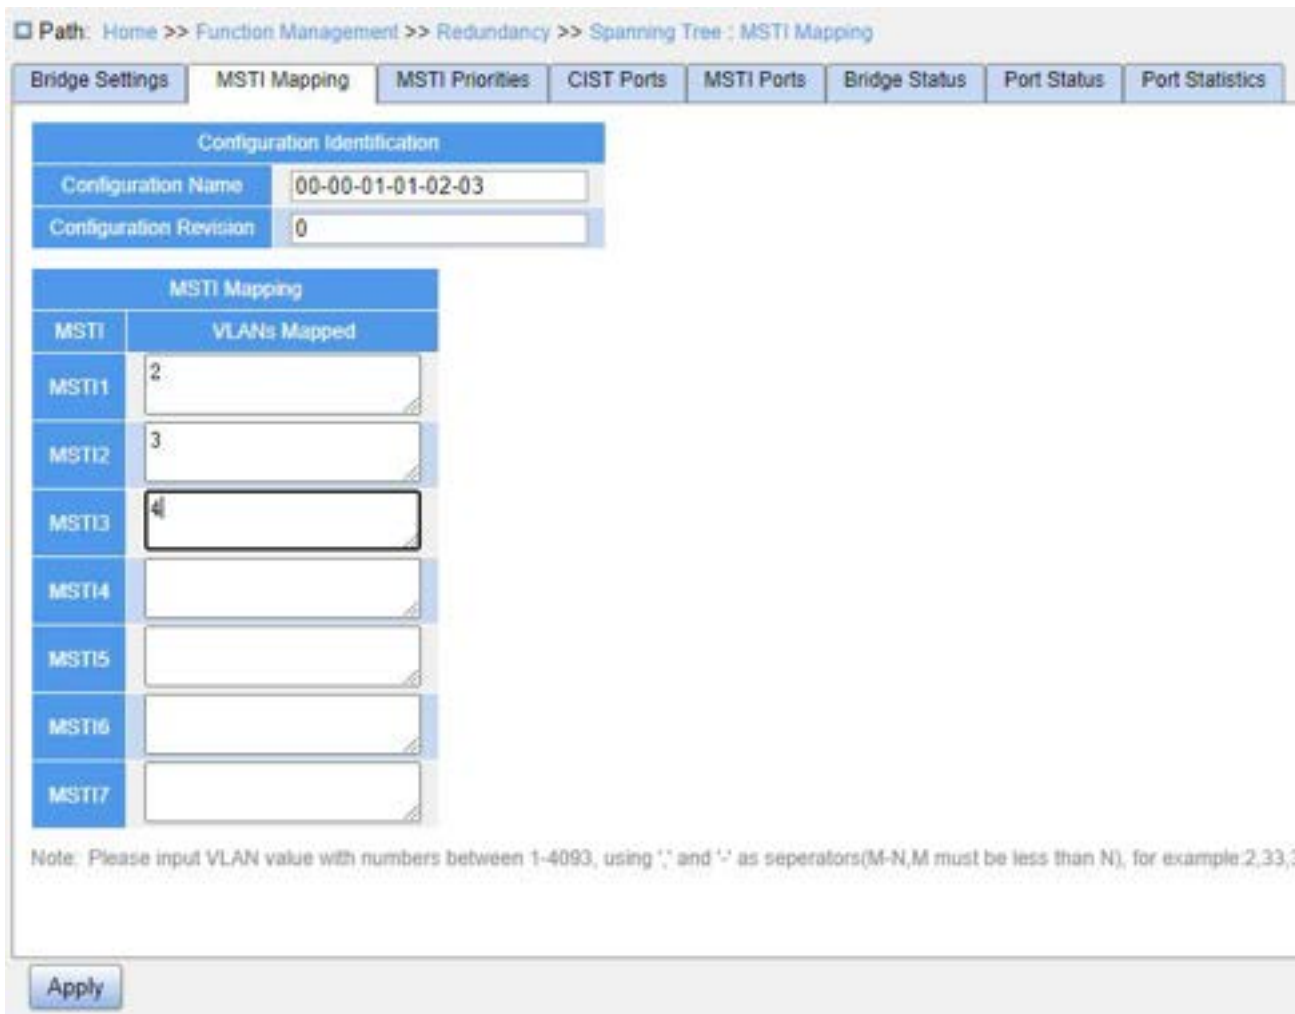 Path: Home >> Function Management >> Redundancy >> Spanning Tree : MSTI Mapping
Bridge Settings MSTI Mapping MSTI Priorities CIST Ports MSTI Ports Bridge Status Port Status Port Statistics
Configuration Identification
Configuration Name 00-00-01-01-02-03
Configuration Revision 0
MSTI Mapping
MSTI VLANs Mapped
MSTI1 2
MSTI2 3
MSTI3 4
MSTI4
MSTI5
MSTI6
MSTI7
Note: Please input VLAN value with numbers between 1-4093, using ',' and '-' as seperators(M-N,M must be less than N), for example:2,33,
Apply